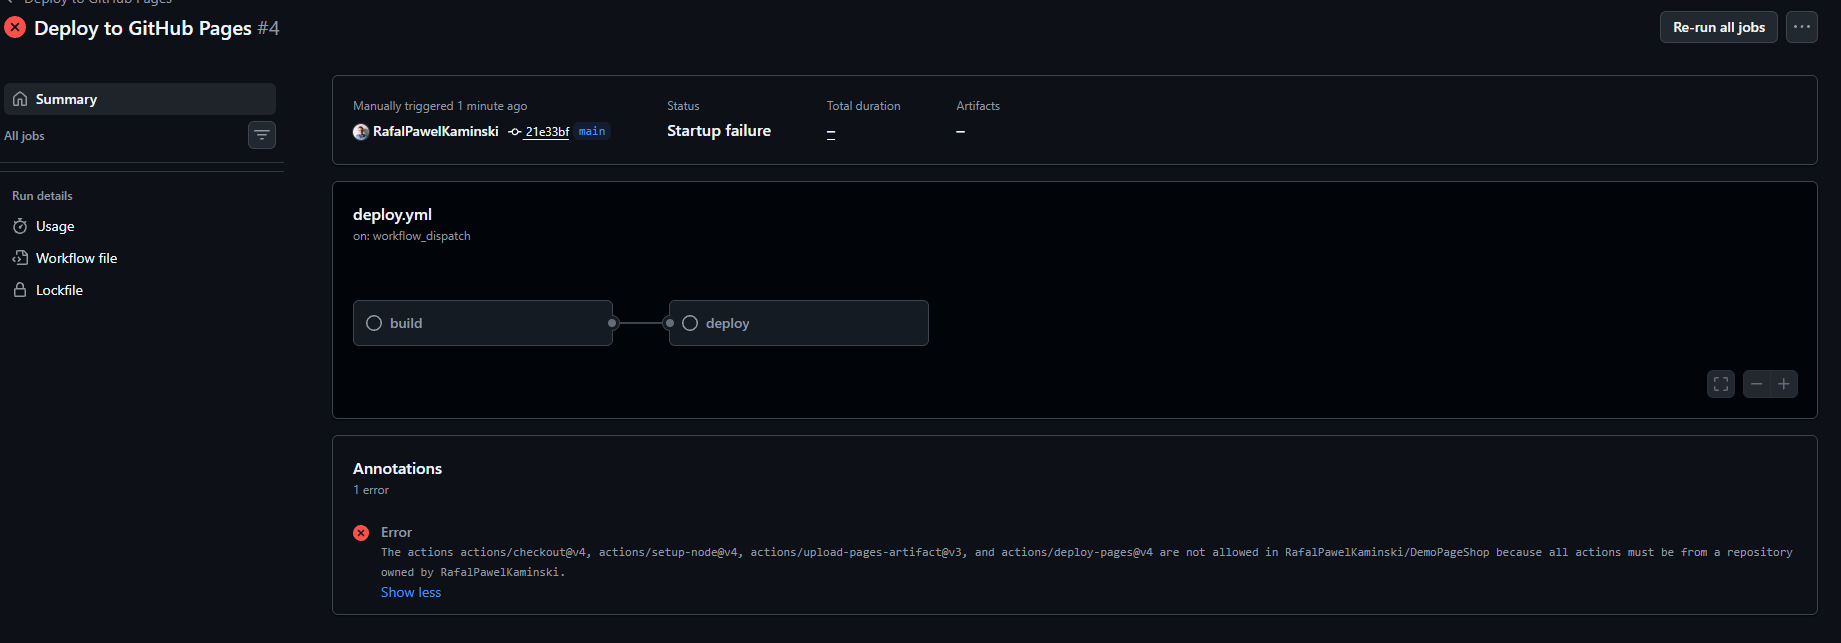 Deploy to GitHub Pages
Deploy to GitHub Pages #4
Re-run all jobs
Summary
All jobs
Run details
Usage
Workflow file
Lockfile
Manually triggered 1 minute ago
RafalPawelKaminski 21e33bf main
Status
Startup failure
Total duration
–
Artifacts
–
deploy.yml
on: workflow_dispatch
build
deploy
Annotations
1 error
Error
The actions actions/checkout@v4, actions/setup-node@v4, actions/upload-pages-artifact@v3, and actions/deploy-pages@v4 are not allowed in RafalPawelKaminski/DemoPageShop because all actions must be from a repository
owned by RafalPawelKaminski.
Show less